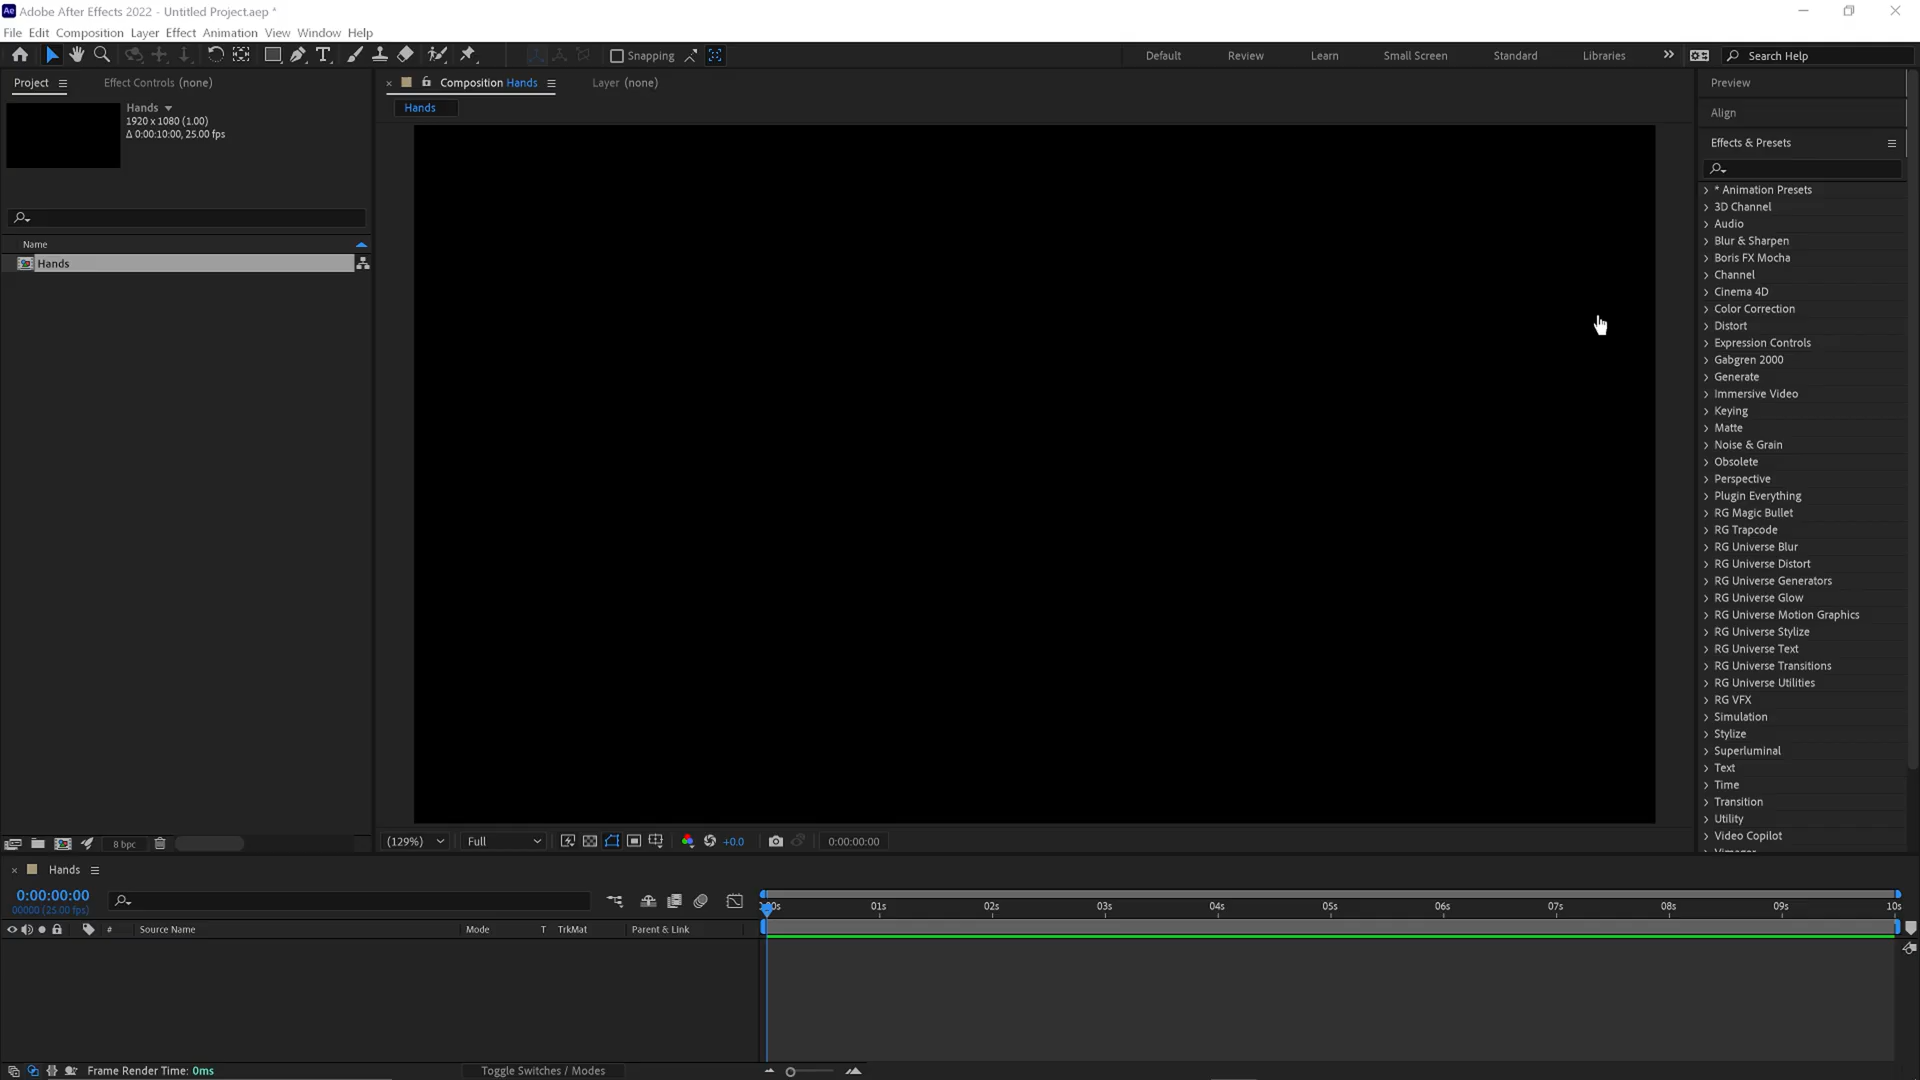 Adobe After Effects 2022 - Untitled Project.aep *
File Edit Composition Layer Effect Animation View Window Help
Snapping Default Review Learn Small Screen Standard Libraries Search Help
Project Effect Controls (none) Composition Hands Layer (none) Preview
Hands
1920 x 1080 (1.00)
Δ 0:00:10:00, 25.00 fps
Hands
Align
Effects & Presets
Name
Hands
* Animation Presets
3D Channel
Audio
Blur & Sharpen
Boris FX Mocha
Channel
Cinema 4D
Color Correction
Distort
Expression Controls
Gabgren 2000
Generate
Immersive Video
Keying
Matte
Noise & Grain
Obsolete
Perspective
Plugin Everything
RG Magic Bullet
RG Trapcode
RG Universe Blur
RG Universe Distort
RG Universe Generators
RG Universe Glow
RG Universe Motion Graphics
RG Universe Stylize
RG Universe Text
RG Universe Transitions
RG Universe Utilities
RG VFX
Simulation
Stylize
Superluminal
Text
Time
Transition
Utility
Video Copilot
8 bpc (129%) Full +0.0 0:00:00:00
Hands
0:00:00:00
00000 (25.00 fps)
01s 02s 03s 04s 05s 06s 07s 08s 09s 10s
# Source Name Mode T TrkMat Parent & Link
Frame Render Time: 0ms Toggle Switches / Modes